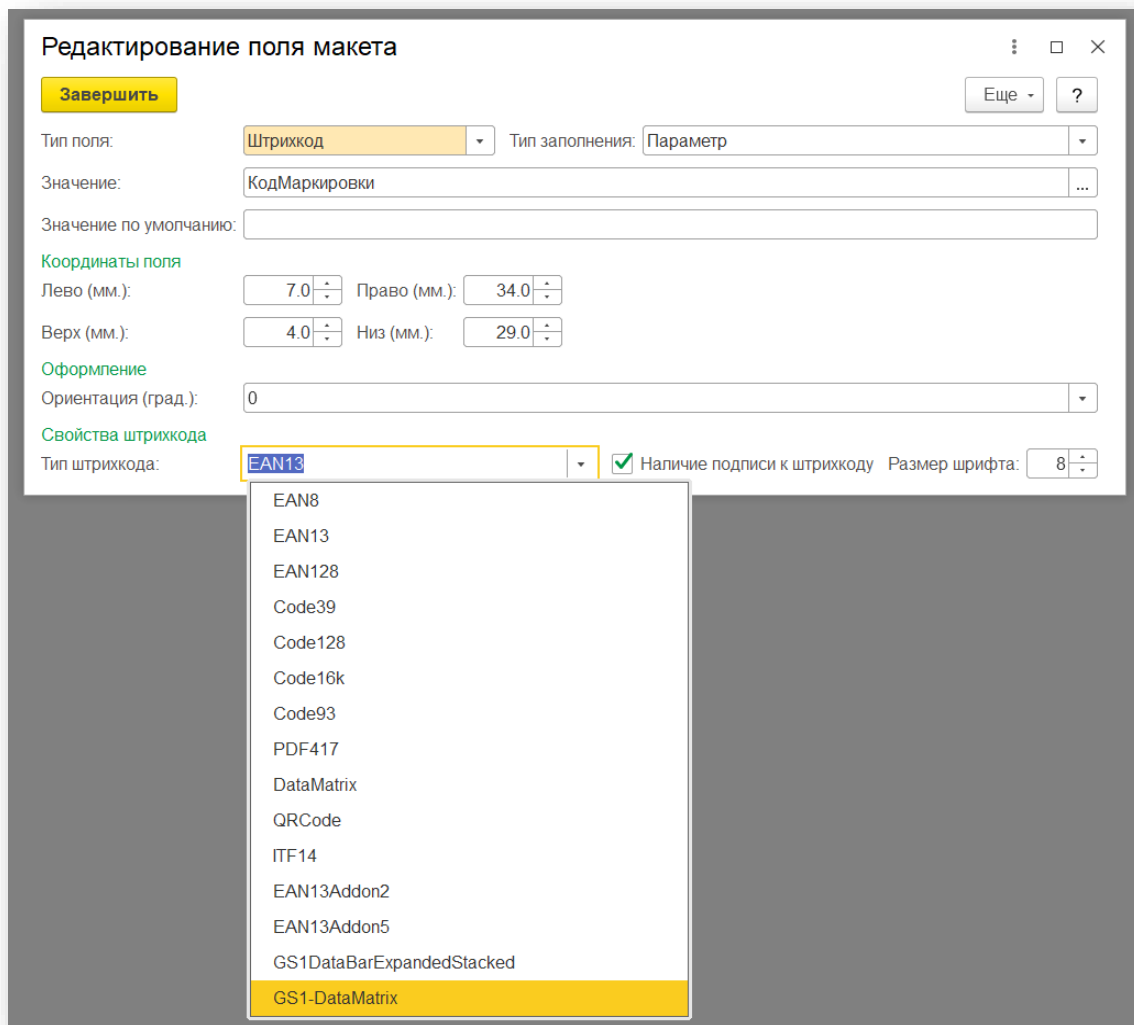 Редактирование поля макета
Завершить
Еще
?
Тип поля: Штрихкод Тип заполнения: Параметр
Значение: КодМаркировки ...
Значение по умолчанию:
Координаты поля
Лево (мм.): 7.0 Право (мм.): 34.0
Верх (мм.): 4.0 Низ (мм.): 29.0
Оформление
Ориентация (град.): 0
Свойства штрихкода
Тип штрихкода: EAN13 Наличие подписи к штрихкоду Размер шрифта: 8
EAN8
EAN13
EAN128
Code39
Code128
Code16k
Code93
PDF417
DataMatrix
QRCode
ITF14
EAN13Addon2
EAN13Addon5
GS1DataBarExpandedStacked
GS1-DataMatrix